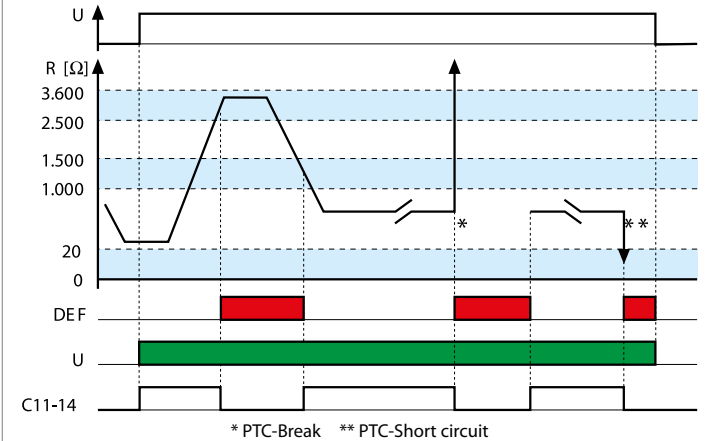 U
R [Ω]
3.600
2.500
1.500
1.000
*
**
20
0
DEF
U
C11-14
* PTC-Break ** PTC-Short circuit